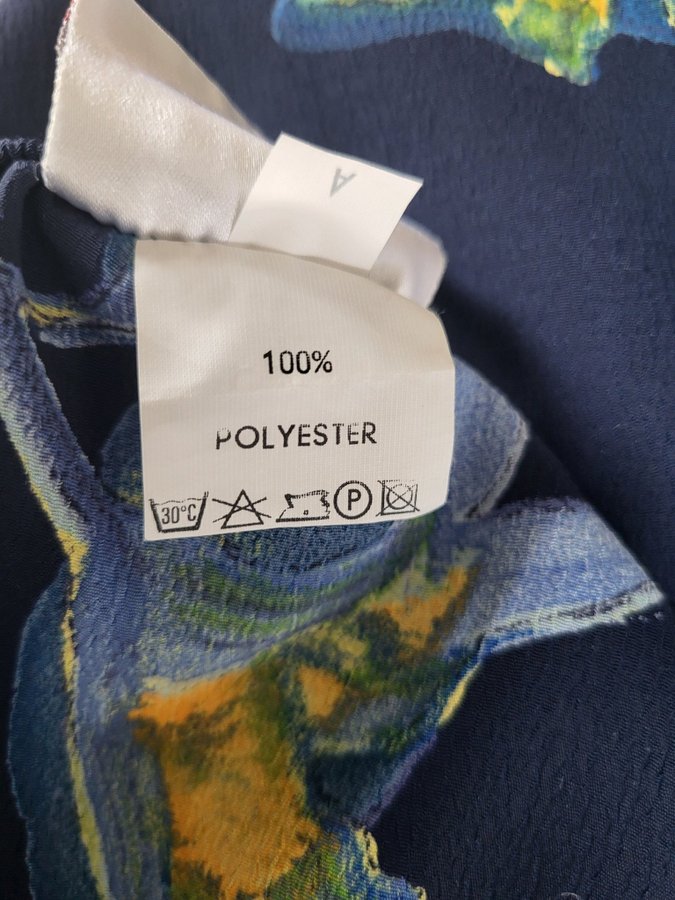 A
100%
POLYESTER
30°C
P